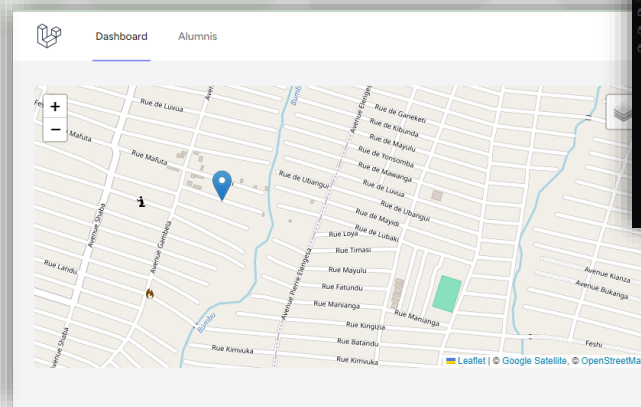 Dashboard Alumnis
+
−
Rue de Luvua
Bumbu
Avenue Elengesa
Rue de Ganeketi
Rue de Kibunda
Rue de Mayulu
Rue de Yonsomba
Rue de Mawanga
Rue de Luvua
Rue de Ubangui
Rue de Mayidi
Rue de Lubaki
Mafuta
Rue Mafuta
Rue de Ubangui
Avenue Shaba
Avenue Gambela
Rue Loya
Rue Timasi
Rue Mayulu
Rue Fatundu
Rue Manianga
Rue Manianga
Rue Kingiza
Rue Batandu
Rue Kimvuka
Rue Kimvuka
Avenue Pierre Elengesa
Rue Landu
Bumbu
Avenue Kianza
Avenue Bukanga
Feshi
Leaflet | © Google Satellite, © OpenStreetMa